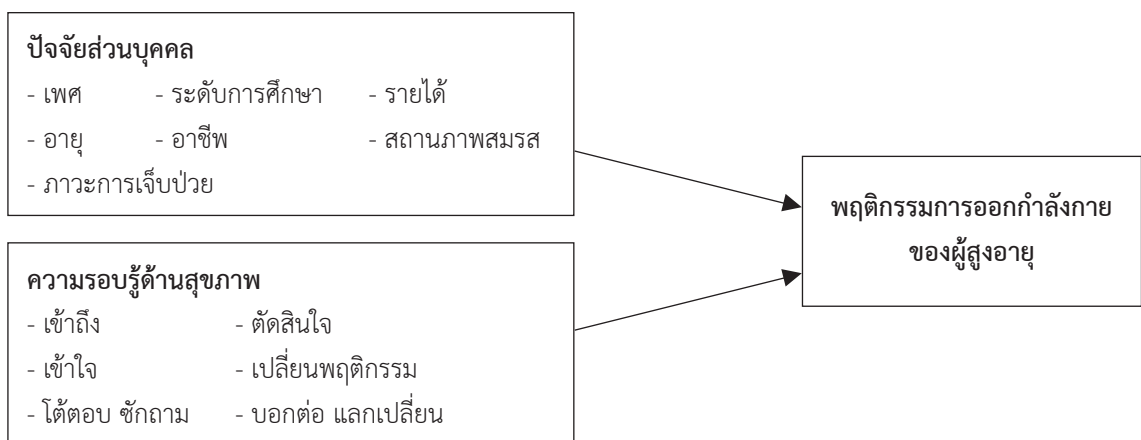 ปัจจัยส่วนบุคคล
- เพศ - ระดับการศึกษา - รายได้
- อายุ - อาชีพ - สถานภาพสมรส
- ภาวะการเจ็บป่วย
ความรอบรู้ด้านสุขภาพ
- เข้าถึง - ตัดสินใจ
- เข้าใจ - เปลี่ยนพฤติกรรม
- โต้ตอบ ซักถาม - บอกต่อ แลกเปลี่ยน
พฤติกรรมการออกกำลังกาย
ของผู้สูงอายุ